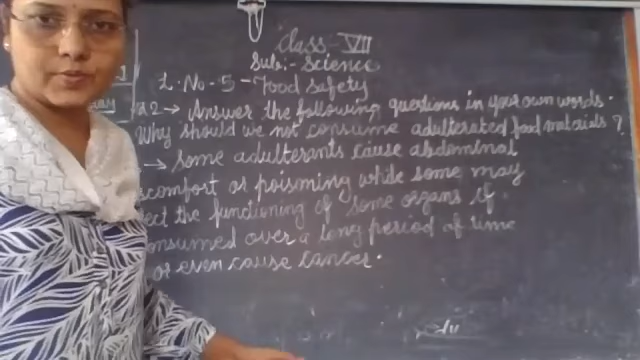 Class - VII
Sub:- Science
L. No - 5 - Food Safety
2 → Answer the following questions in your own words.
Why should we not consume adulterated food materials ?
→ Some adulterants cause abdominal
scomfort or poisoning while some may
ect the functioning of some organs if
onsumed over a long period of time
or even cause cancer.